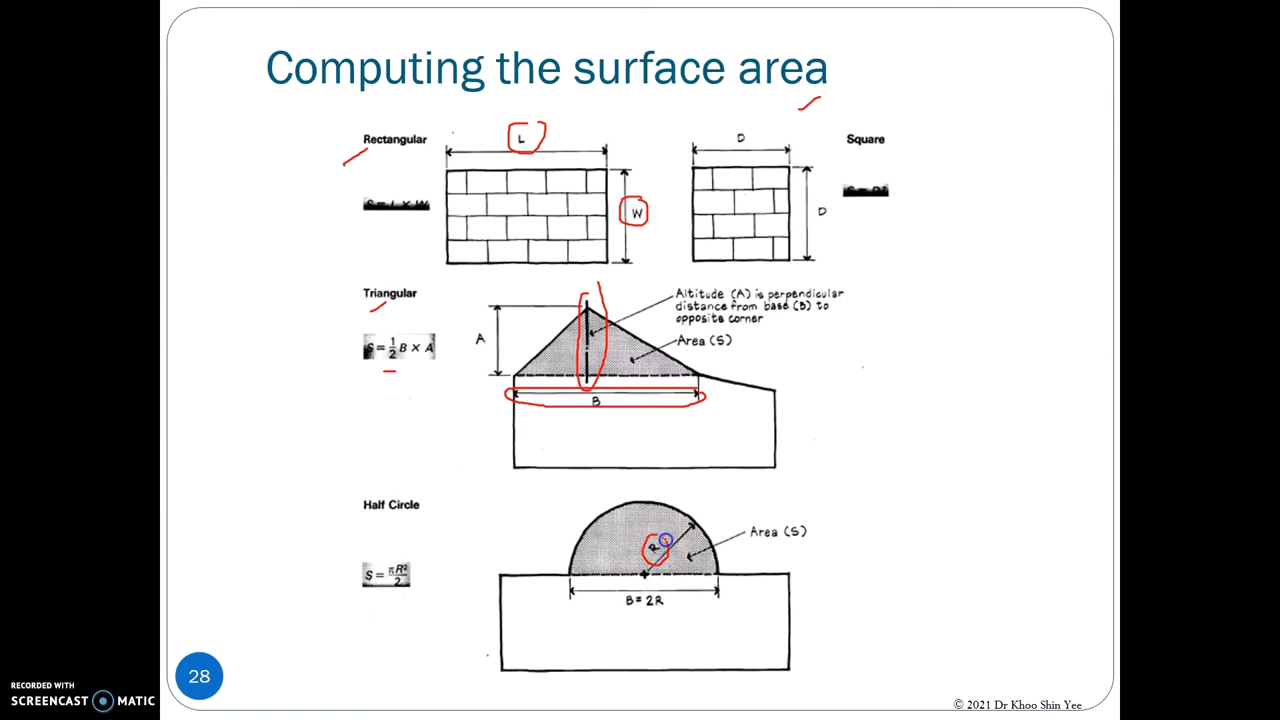 Computing the surface area
Rectangular
L
S = L × W
W
D
Square
S = D²
D
Triangular
S = 1/2 B × A
A
Altitude (A) is perpendicular
distance from base (B) to
opposite corner
Area (S)
B
Half Circle
S = πR²/2
R
Area (S)
B = 2R
28
RECORDED WITH
SCREENCAST MATIC
© 2021 Dr Khoo Shin Yee